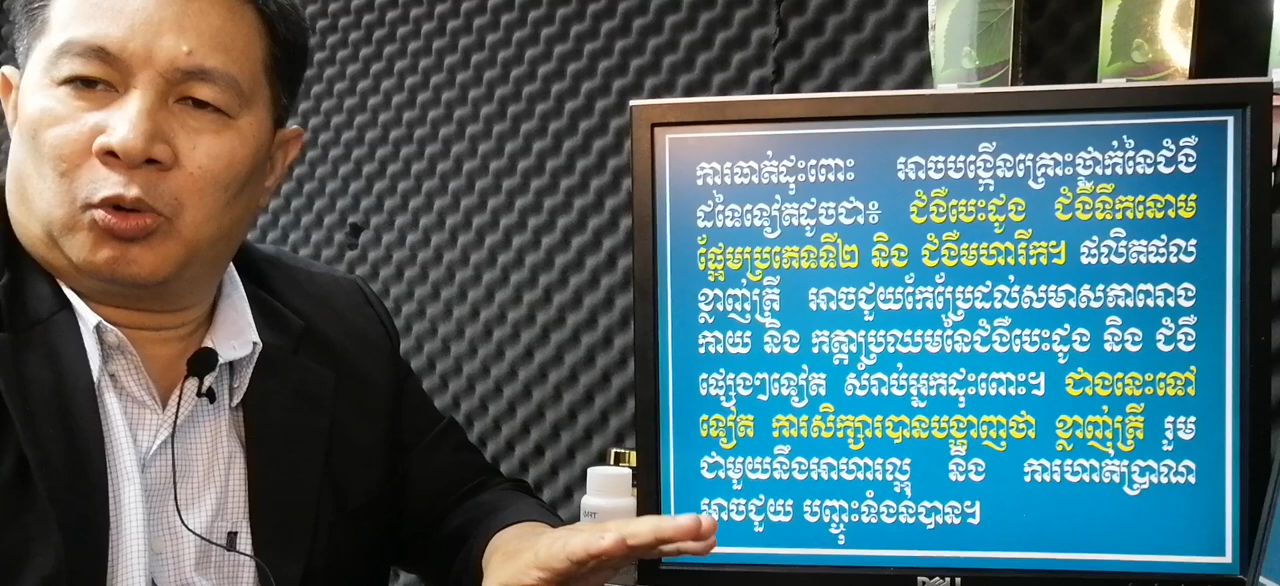 ការធាត់ដុះពោះ អាចបង្កើនគ្រោះថ្នាក់នៃជំងឺ
ដទៃទៀតដូចជា៖ ជំងឺបេះដូង ជំងឺទឹកនោម
ផ្អែមប្រភេទទី២ និង ជំងឺមហារីក។ ផលិតផល
ខ្លាញ់ត្រី អាចជួយកែប្រែដល់សមាសភាពរាង
កាយ និង កត្តាប្រឈមនៃជំងឺបេះដូង និង ជំងឺ
ផ្សេងៗទៀត សំរាប់អ្នកដុះពោះ។ ជាងនេះទៅ
ទៀត ការសិក្សារបានបង្ហាញថា ខ្លាញ់ត្រី រួម
ជាមួយនឹងអាហារល្អ និង ការហាត់ប្រាណ
អាចជួយ បញ្ចុះទំងន់បាន។